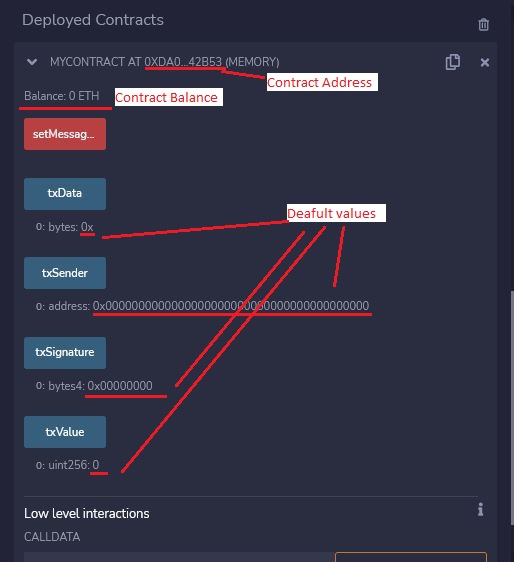 Deployed Contracts
MYCONTRACT AT 0XDA0...42B53 (MEMORY)
Contract Address
Balance: 0 ETH
Contract Balance
setMessag...
txData
Deafult values
0: bytes: 0x
txSender
0: address: 0x0000000000000000000000000000000000000000
txSignature
0: bytes4: 0x00000000
txValue
0: uint256: 0
Low level interactions
i
CALLDATA